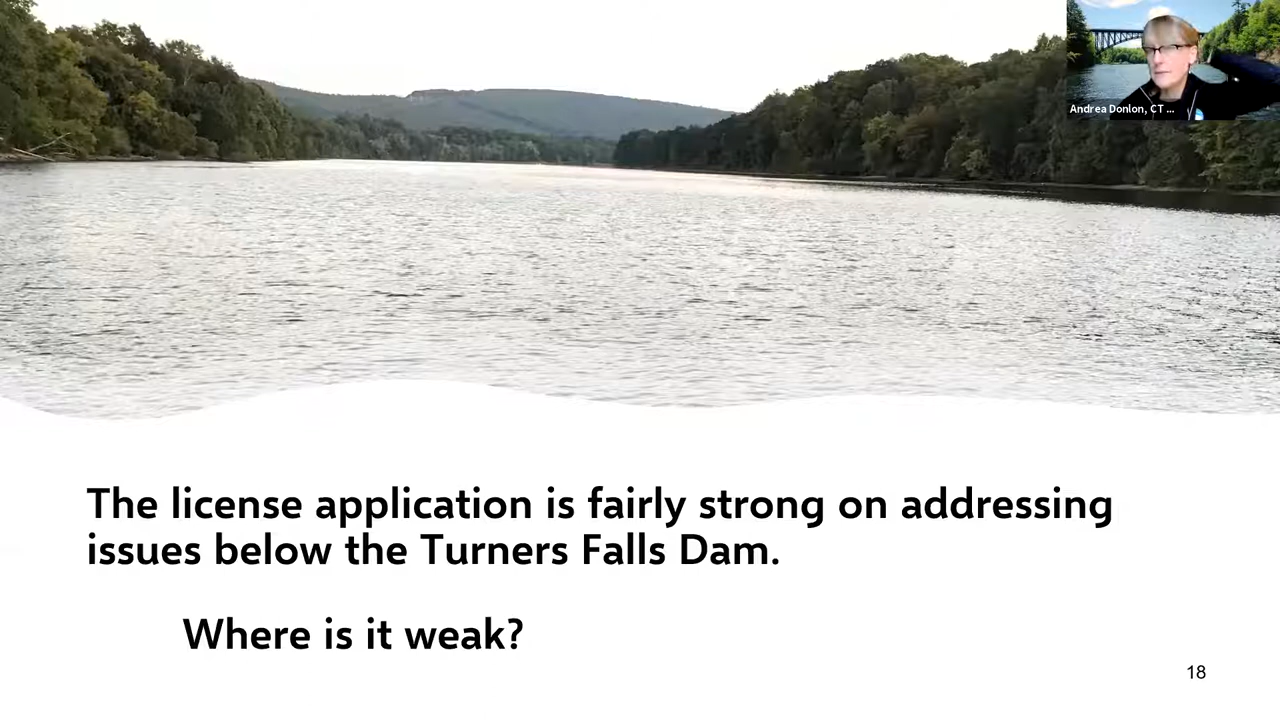 Andrea Donlon, CT ...
The license application is fairly strong on addressing
issues below the Turners Falls Dam.
Where is it weak?
18